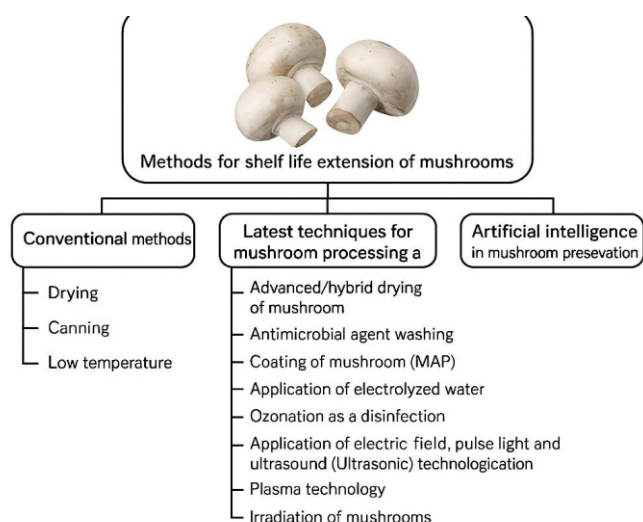 Methods for shelf life extension of mushrooms
Conventional methods
Drying
Canning
Low temperature
Latest techniques for
mushroom processing a
Advanced/hybrid drying
of mushroom
Antimicrobial agent washing
Coating of mushroom (MAP)
Application of electrolyzed water
Ozonation as a disinfection
Application of electric field, pulse light and
ultrasound (Ultrasonic) technologication
Plasma technology
Irradiation of mushrooms
Artificial intelligence
in mushroom presevation